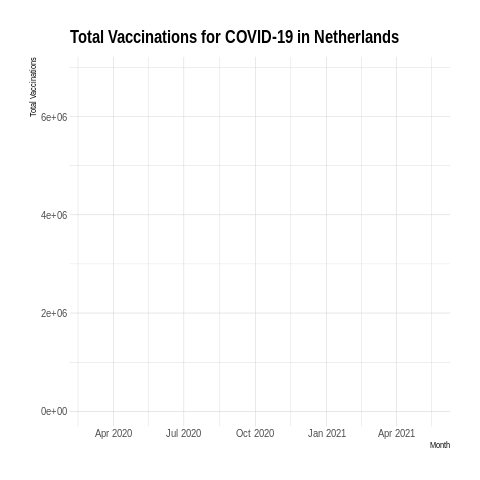 Total Vaccinations for COVID-19 in Netherlands
Total Vaccinations
6e+06
4e+06
2e+06
0e+00
Apr 2020 Jul 2020 Oct 2020 Jan 2021 Apr 2021
Month